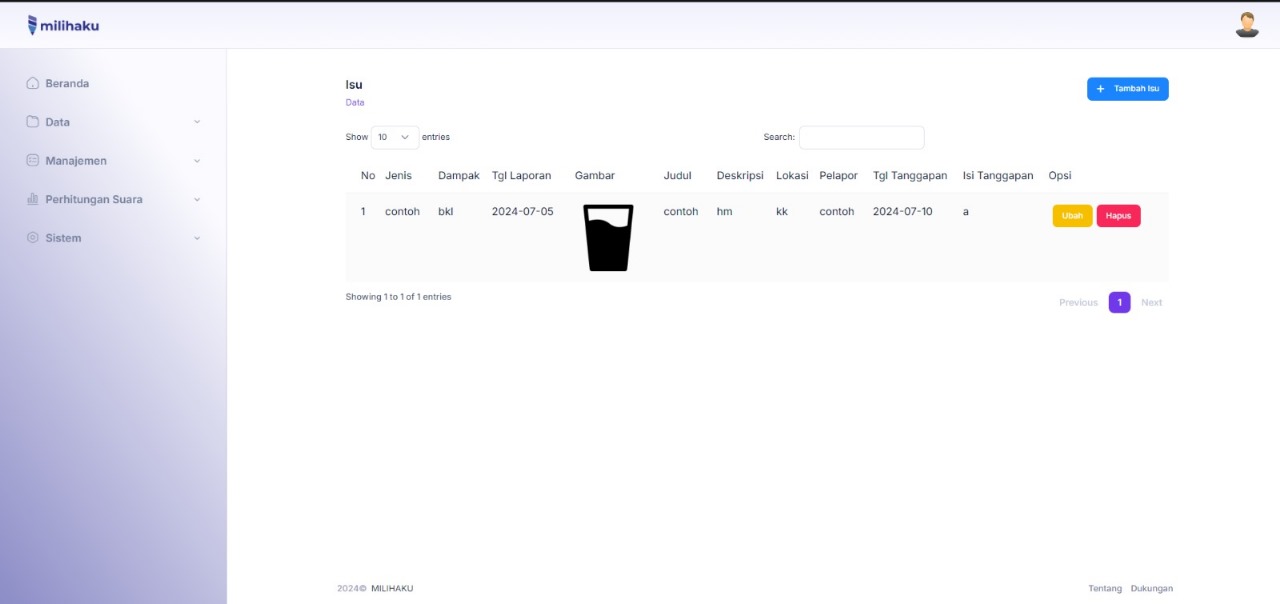 milihaku
Beranda
Data
Manajemen
Perhitungan Suara
Sistem
Isu
Data
+ Tambah Isu
Show 10 entries
Search:
No Jenis Dampak Tgl Laporan Gambar Judul Deskripsi Lokasi Pelapor Tgl Tanggapan Isi Tanggapan Opsi
1 contoh bkl 2024-07-05 contoh hm kk contoh 2024-07-10 a Ubah Hapus
Showing 1 to 1 of 1 entries
Previous 1 Next
2024© MILIHAKU
Tentang Dukungan